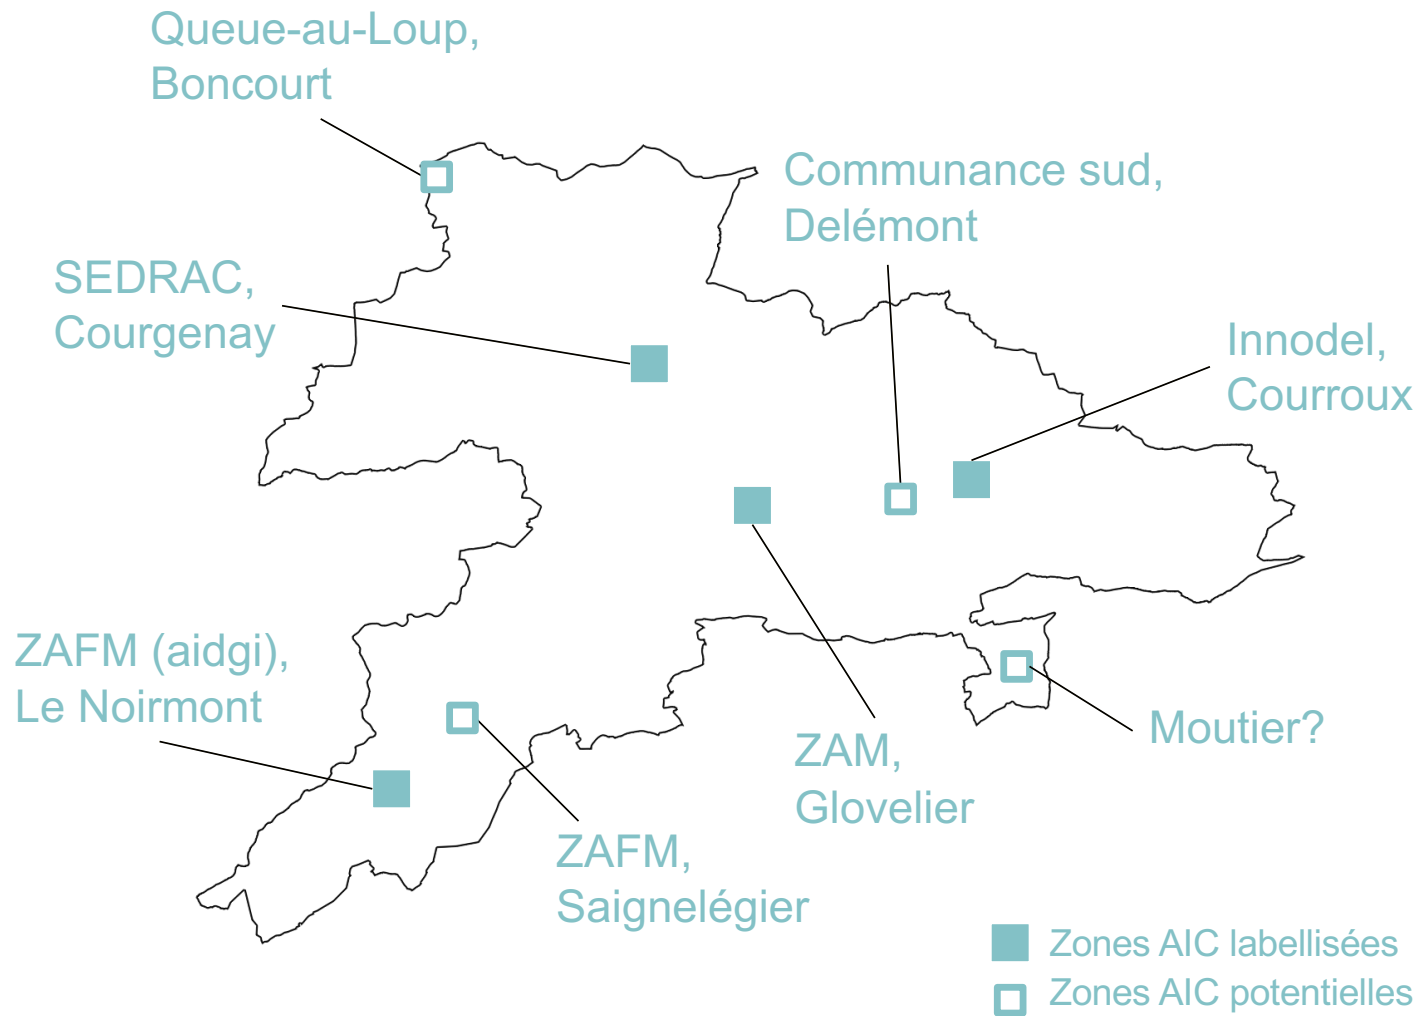 Queue-au-Loup,
Boncourt
Communance sud,
Delémont
SEDRAC,
Courgenay
Innodel,
Courroux
ZAFM (aidgi),
Le Noirmont
Moutier?
ZAM,
Glovelier
ZAFM,
Saignelégier
Zones AIC labellisées
Zones AIC potentielles